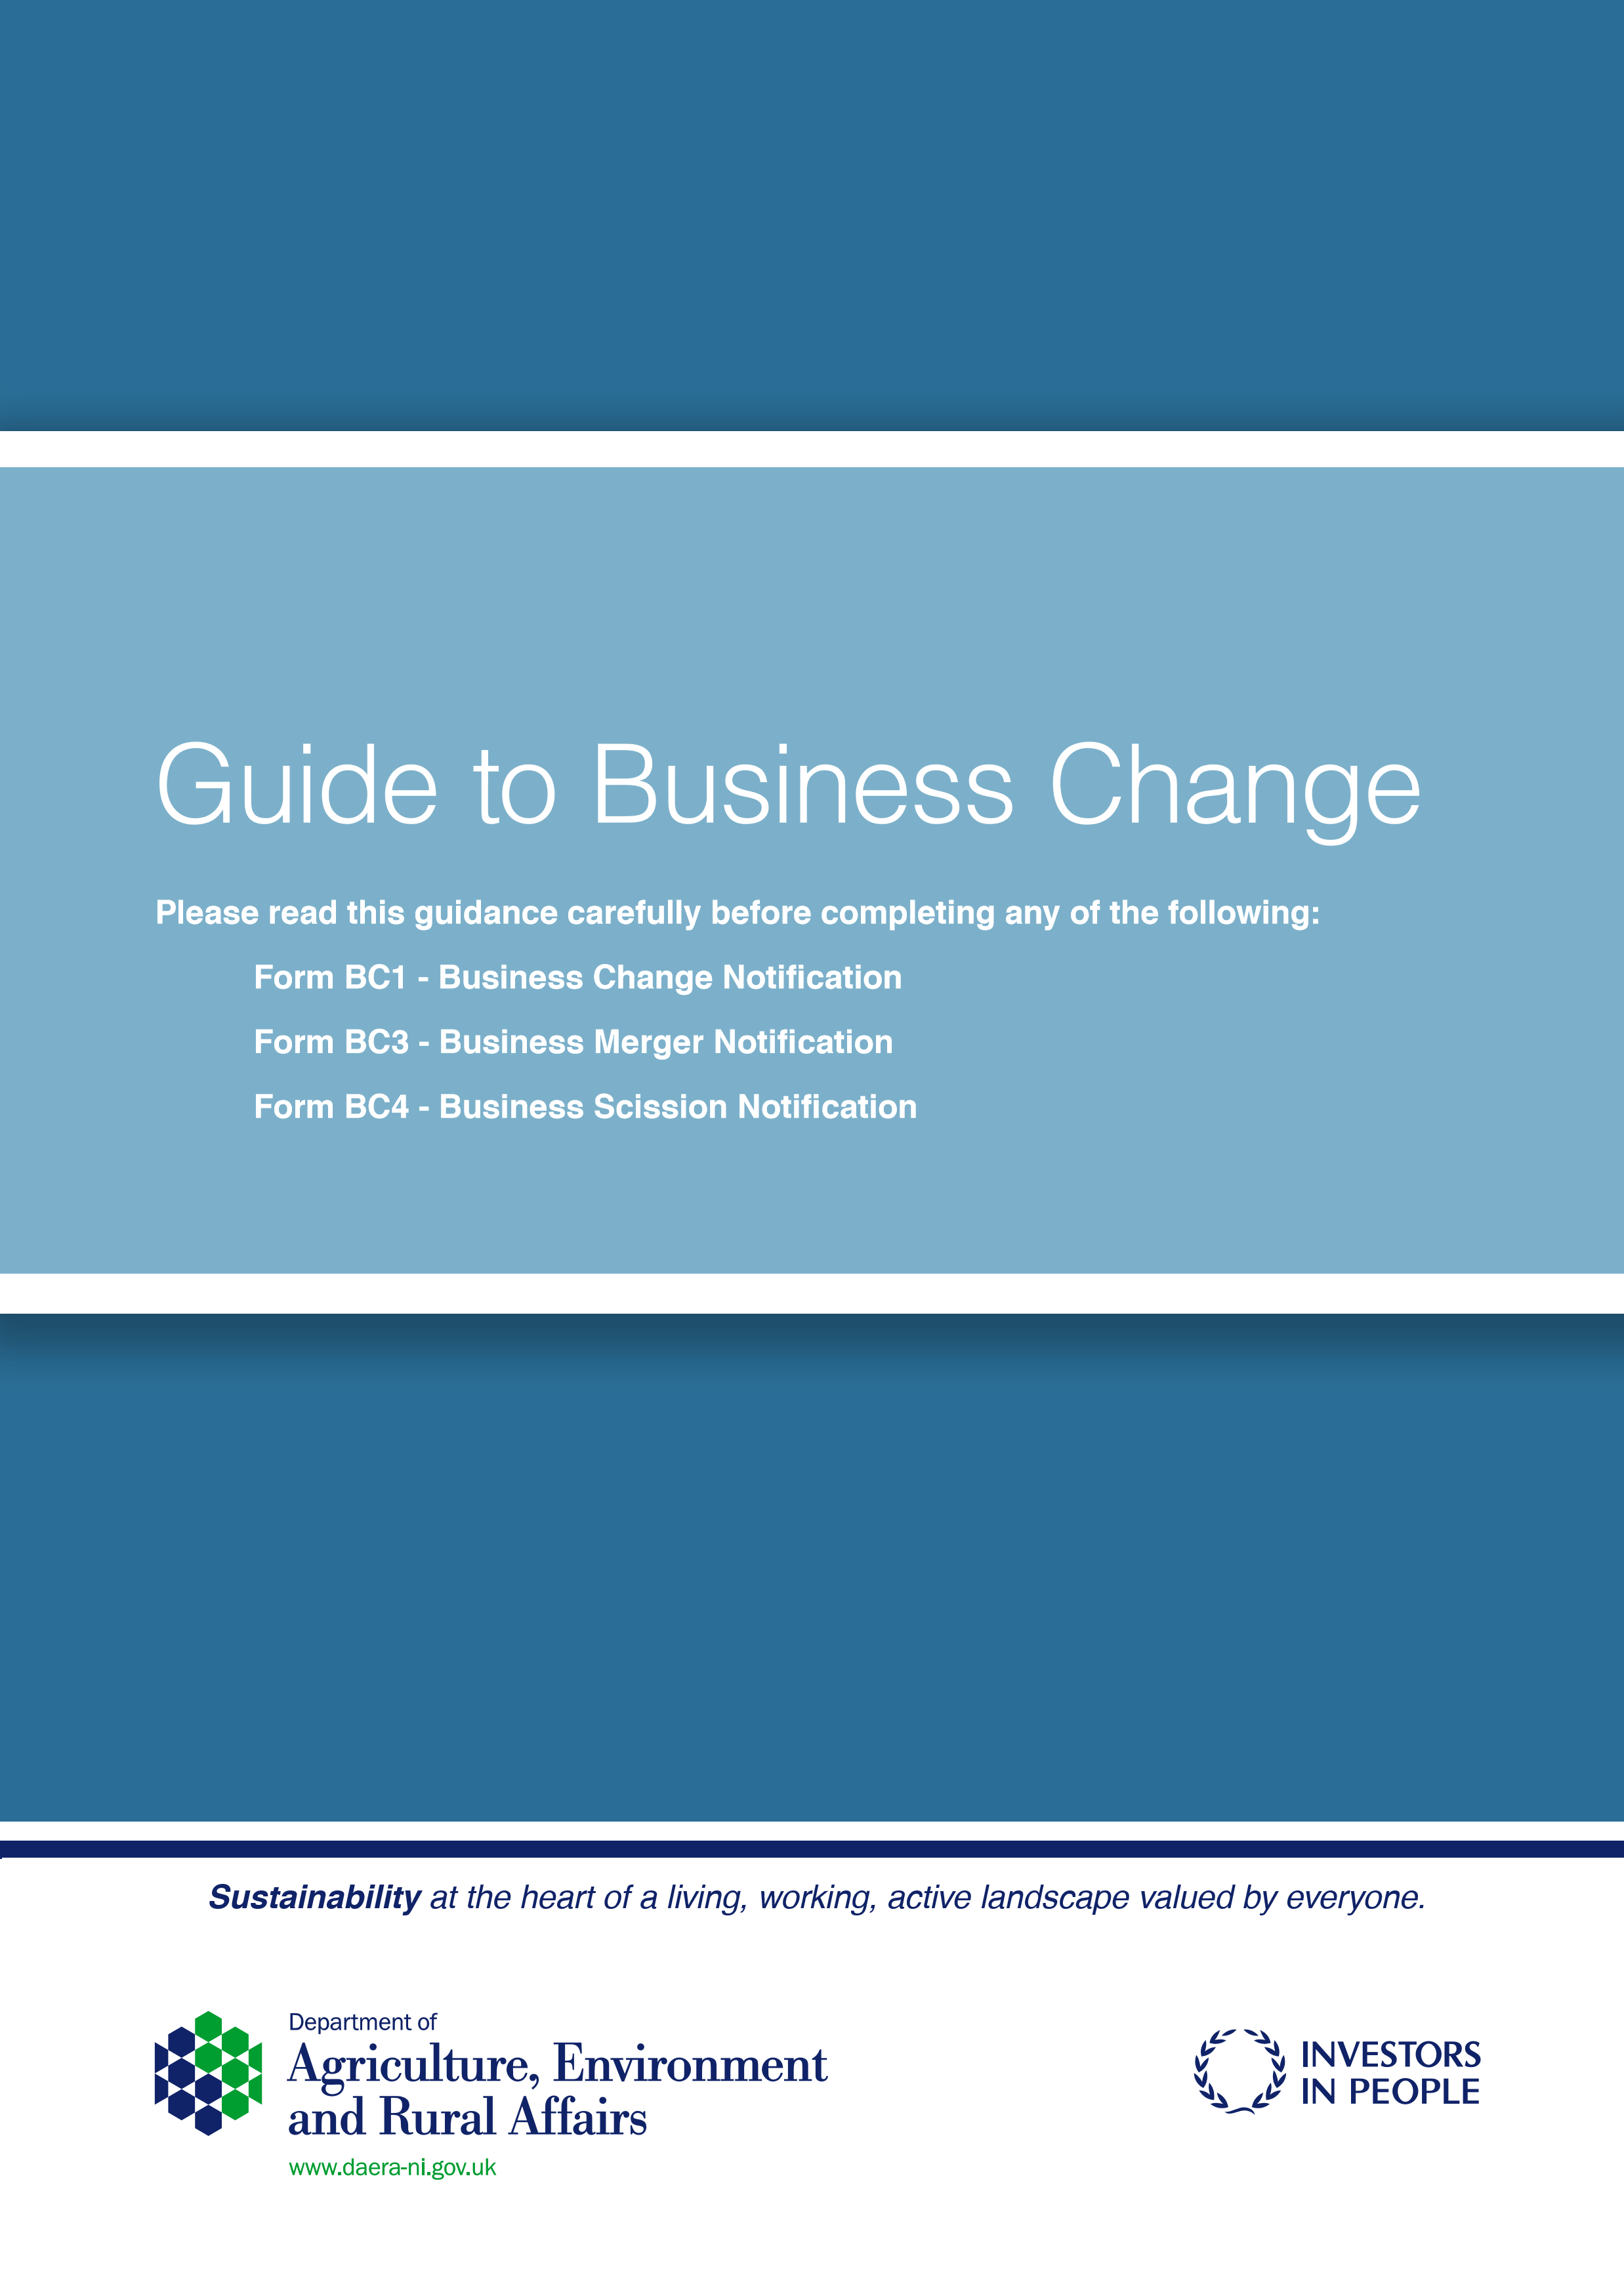 Guide to Business Change
Please read this guidance carefully before completing any of the following:
Form BC1 - Business Change Notification
Form BC3 - Business Merger Notification
Form BC4 - Business Scission Notification
Sustainability at the heart of a living, working, active landscape valued by everyone.
Department of
Agriculture, Environment
and Rural Affairs
www.daera-ni.gov.uk
INVESTORS
IN PEOPLE